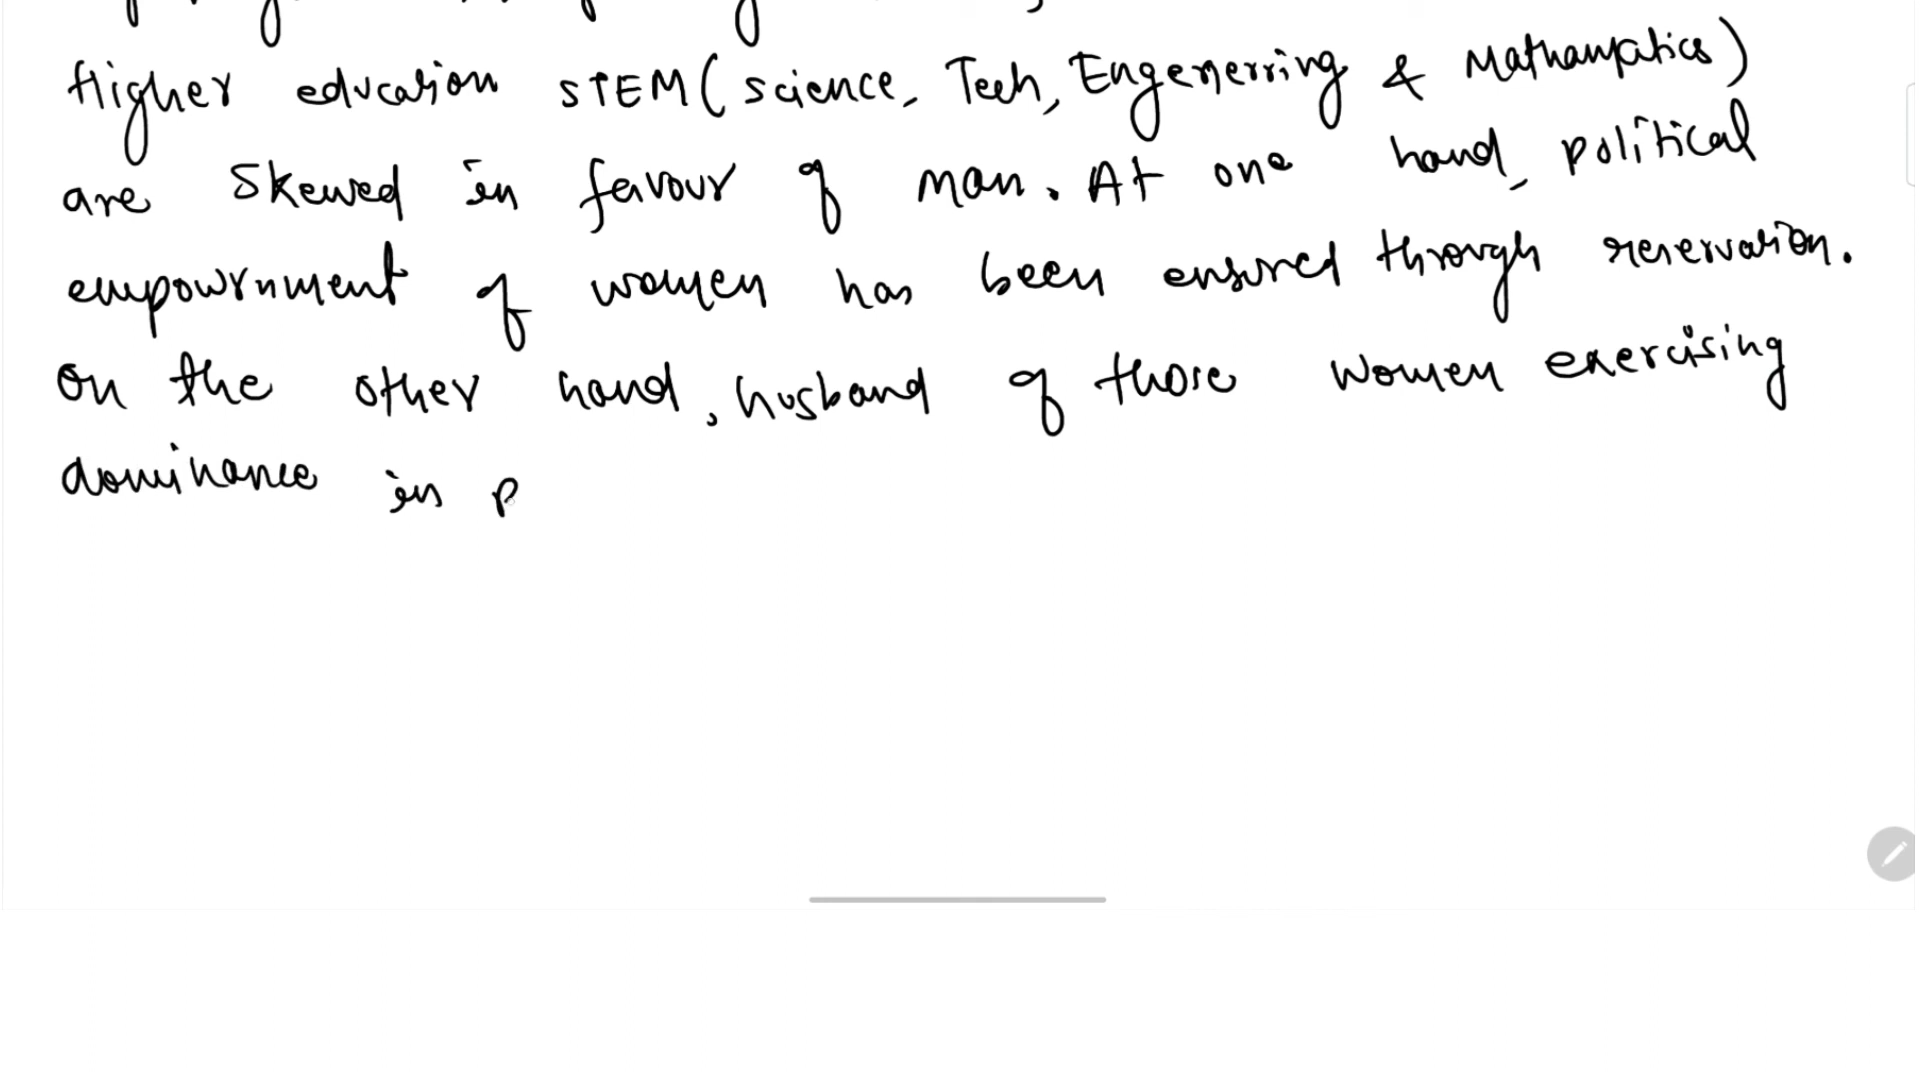 Higher education STEM (science, Tech, Engenerring & Mathamatics)
are skewed in favour of man. At one hand, political
empowrnment of women has been ensured through reservation.
on the other hand, husband of those women exercising
dominance in p